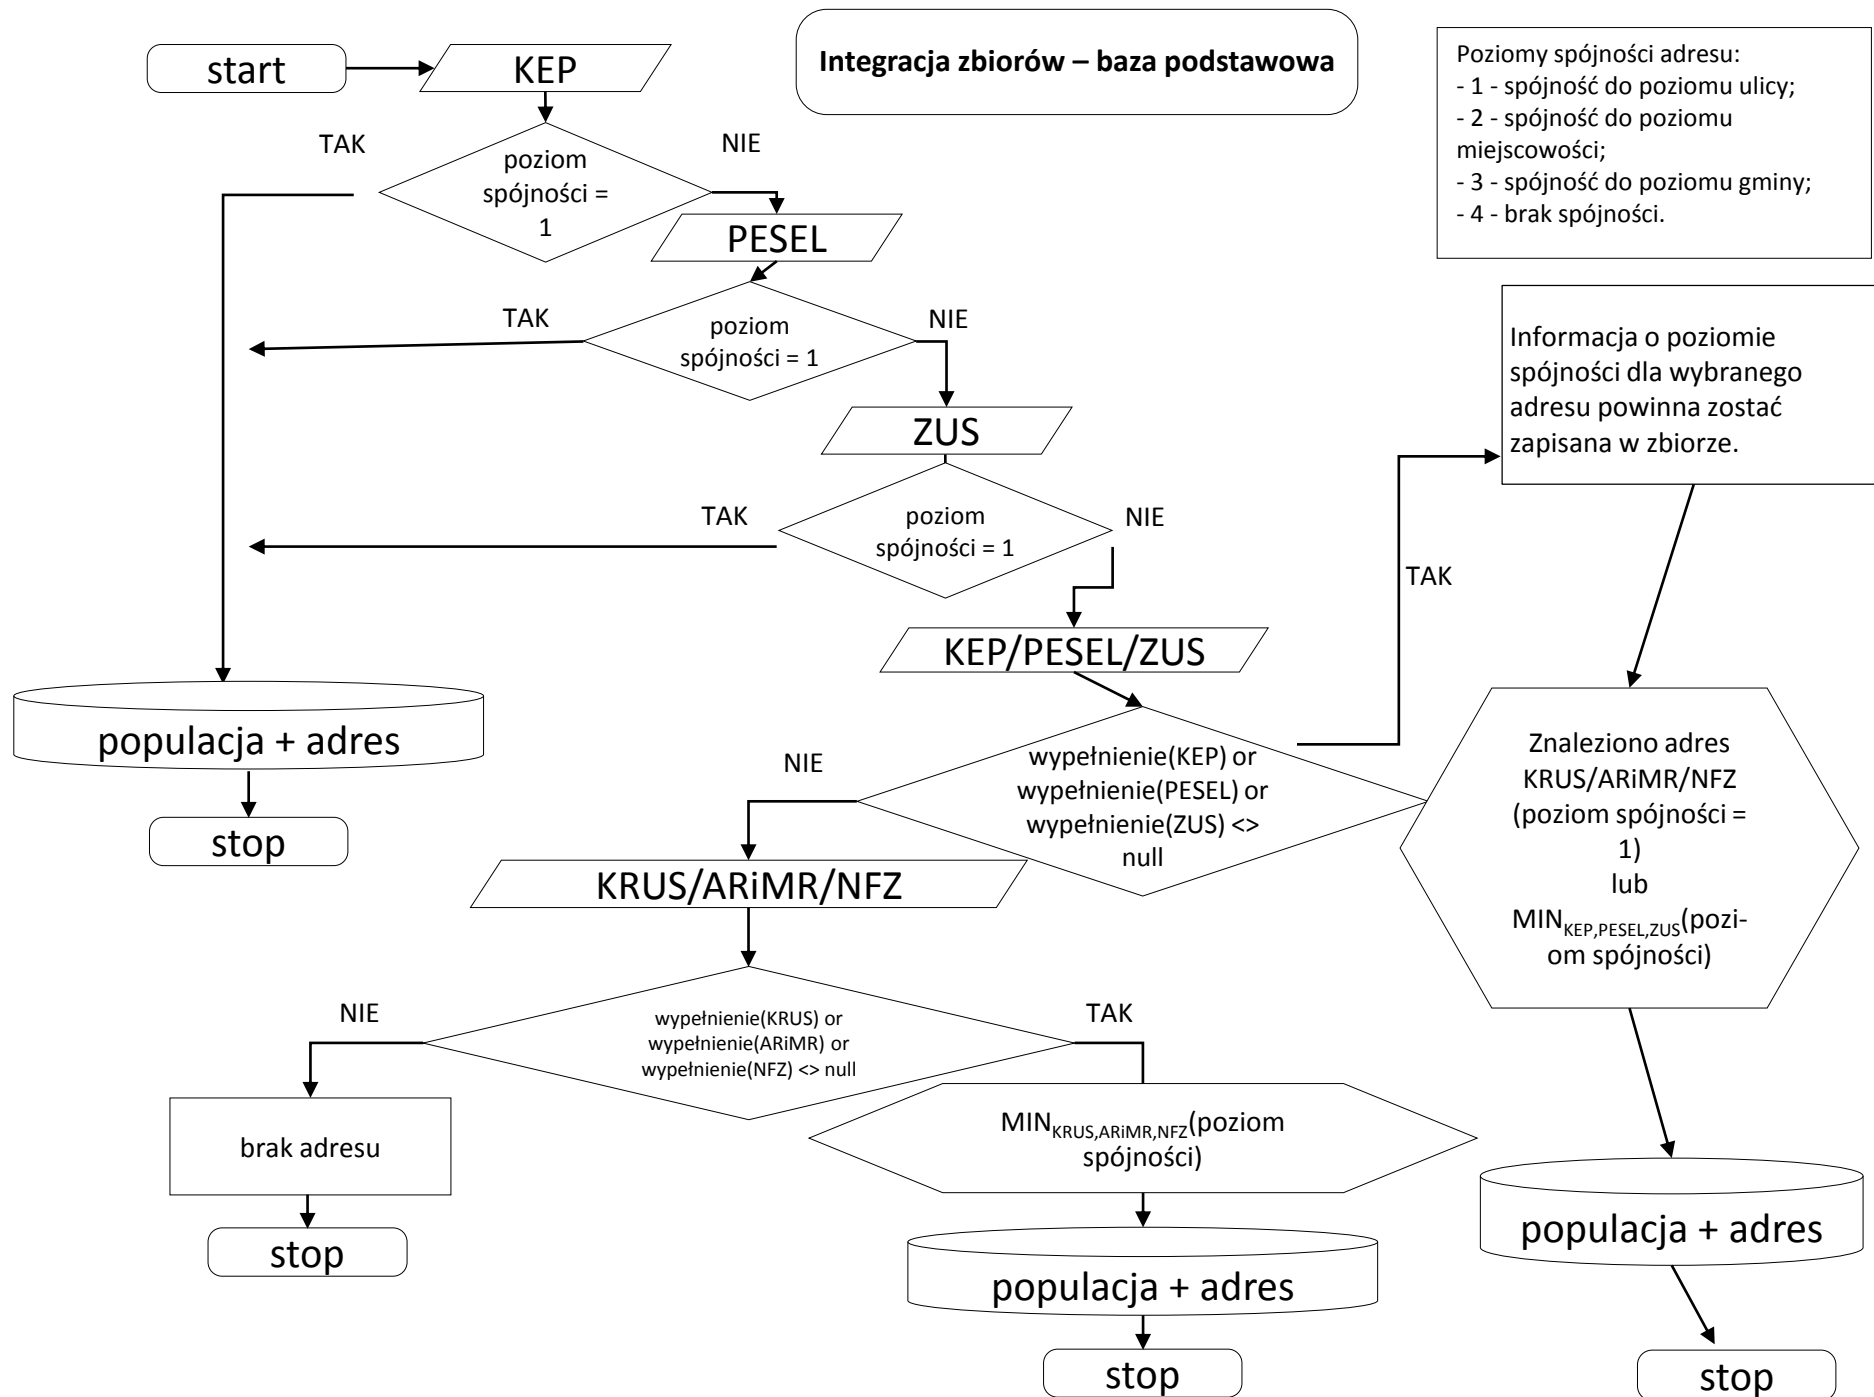 start
KEP
Integracja zbiorów – baza podstawowa
Poziomy spójności adresu:
- 1 - spójność do poziomu ulicy;
- 2 - spójność do poziomu
miejscowości;
- 3 - spójność do poziomu gminy;
- 4 - brak spójności.
TAK
NIE
poziom
spójności =
1
PESEL
TAK
NIE
poziom
spójności = 1
Informacja o poziomie
spójności dla wybranego
adresu powinna zostać
zapisana w zbiorze.
ZUS
TAK
NIE
poziom
spójności = 1
TAK
KEP/PESEL/ZUS
populacja + adres
stop
NIE
wypełnienie(KEP) or
wypełnienie(PESEL) or
wypełnienie(ZUS) <>
null
Znaleziono adres
KRUS/ARiMR/NFZ
(poziom spójności =
1)
lub
MIN KEP,PESEL,ZUS(pozi-
om spójności)
KRUS/ARiMR/NFZ
NIE
TAK
wypełnienie(KRUS) or
wypełnienie(ARiMR) or
wypełnienie(NFZ) <> null
brak adresu
stop
MIN KRUS,ARiMR,NFZ(poziom
spójności)
populacja + adres
stop
populacja + adres
stop